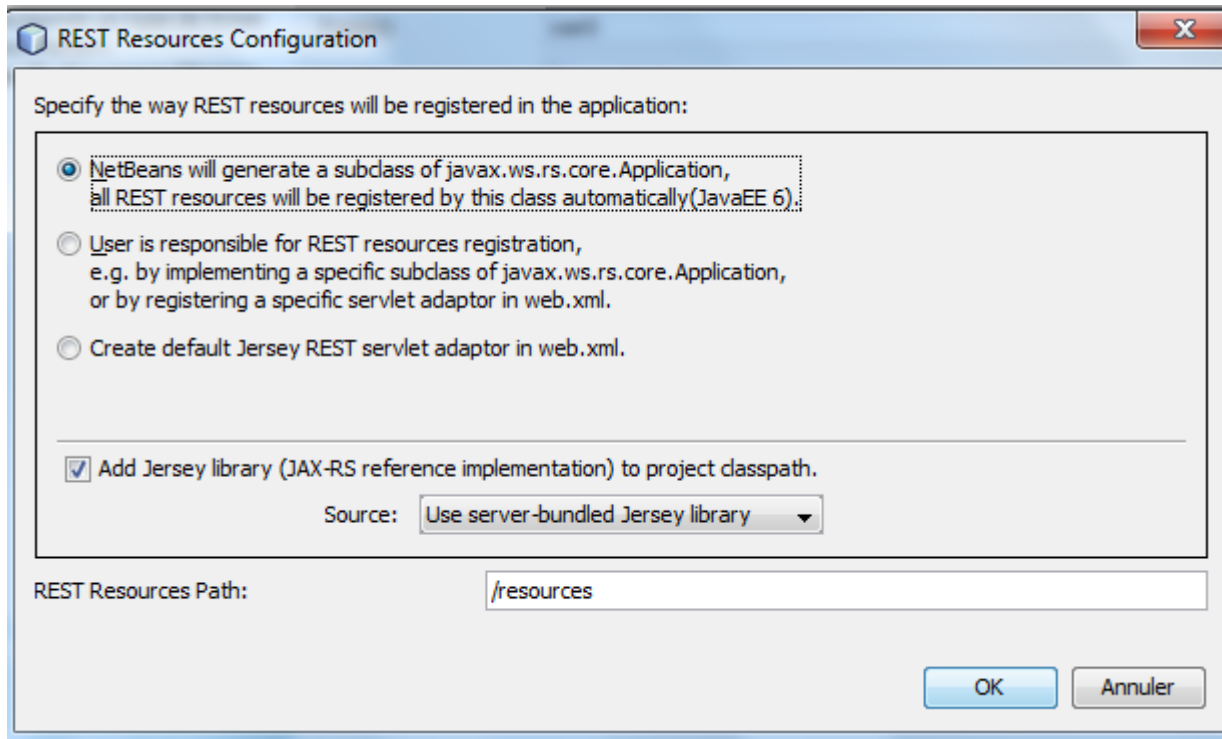 REST Resources Configuration
Specify the way REST resources will be registered in the application:
NetBeans will generate a subclass of javax.ws.rs.core.Application,
all REST resources will be registered by this class automatically(JavaEE 6).
User is responsible for REST resources registration,
e.g. by implementing a specific subclass of javax.ws.rs.core.Application,
or by registering a specific servlet adaptor in web.xml.
Create default Jersey REST servlet adaptor in web.xml.
Add Jersey library (JAX-RS reference implementation) to project classpath.
Source: Use server-bundled Jersey library
REST Resources Path: /resources
OK Annuler